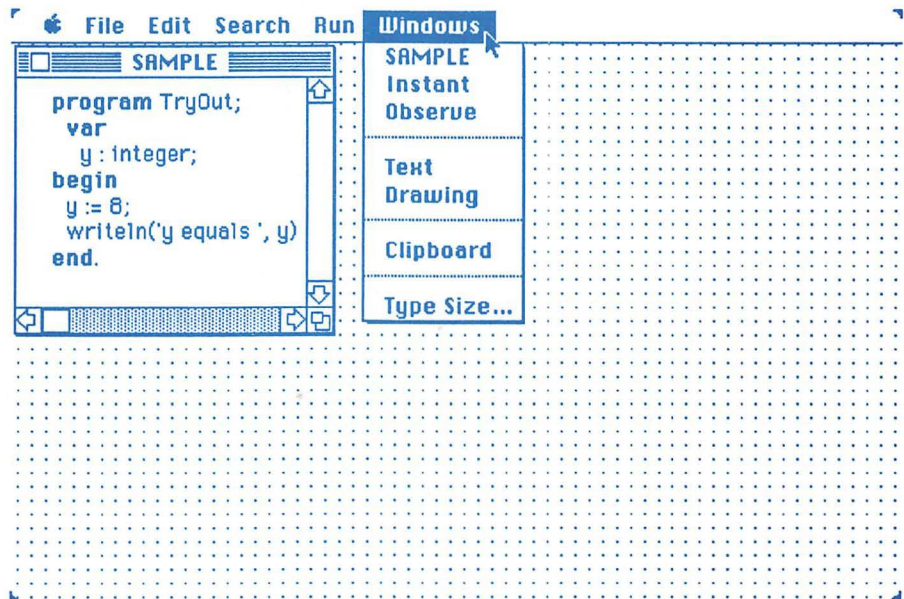 File Edit Search Run Windows
SAMPLE
program TryOut;
var
y : integer;
begin
y := 8;
writeln('y equals ', y)
end.
SAMPLE
Instant
Observe
Text
Drawing
Clipboard
Type Size...